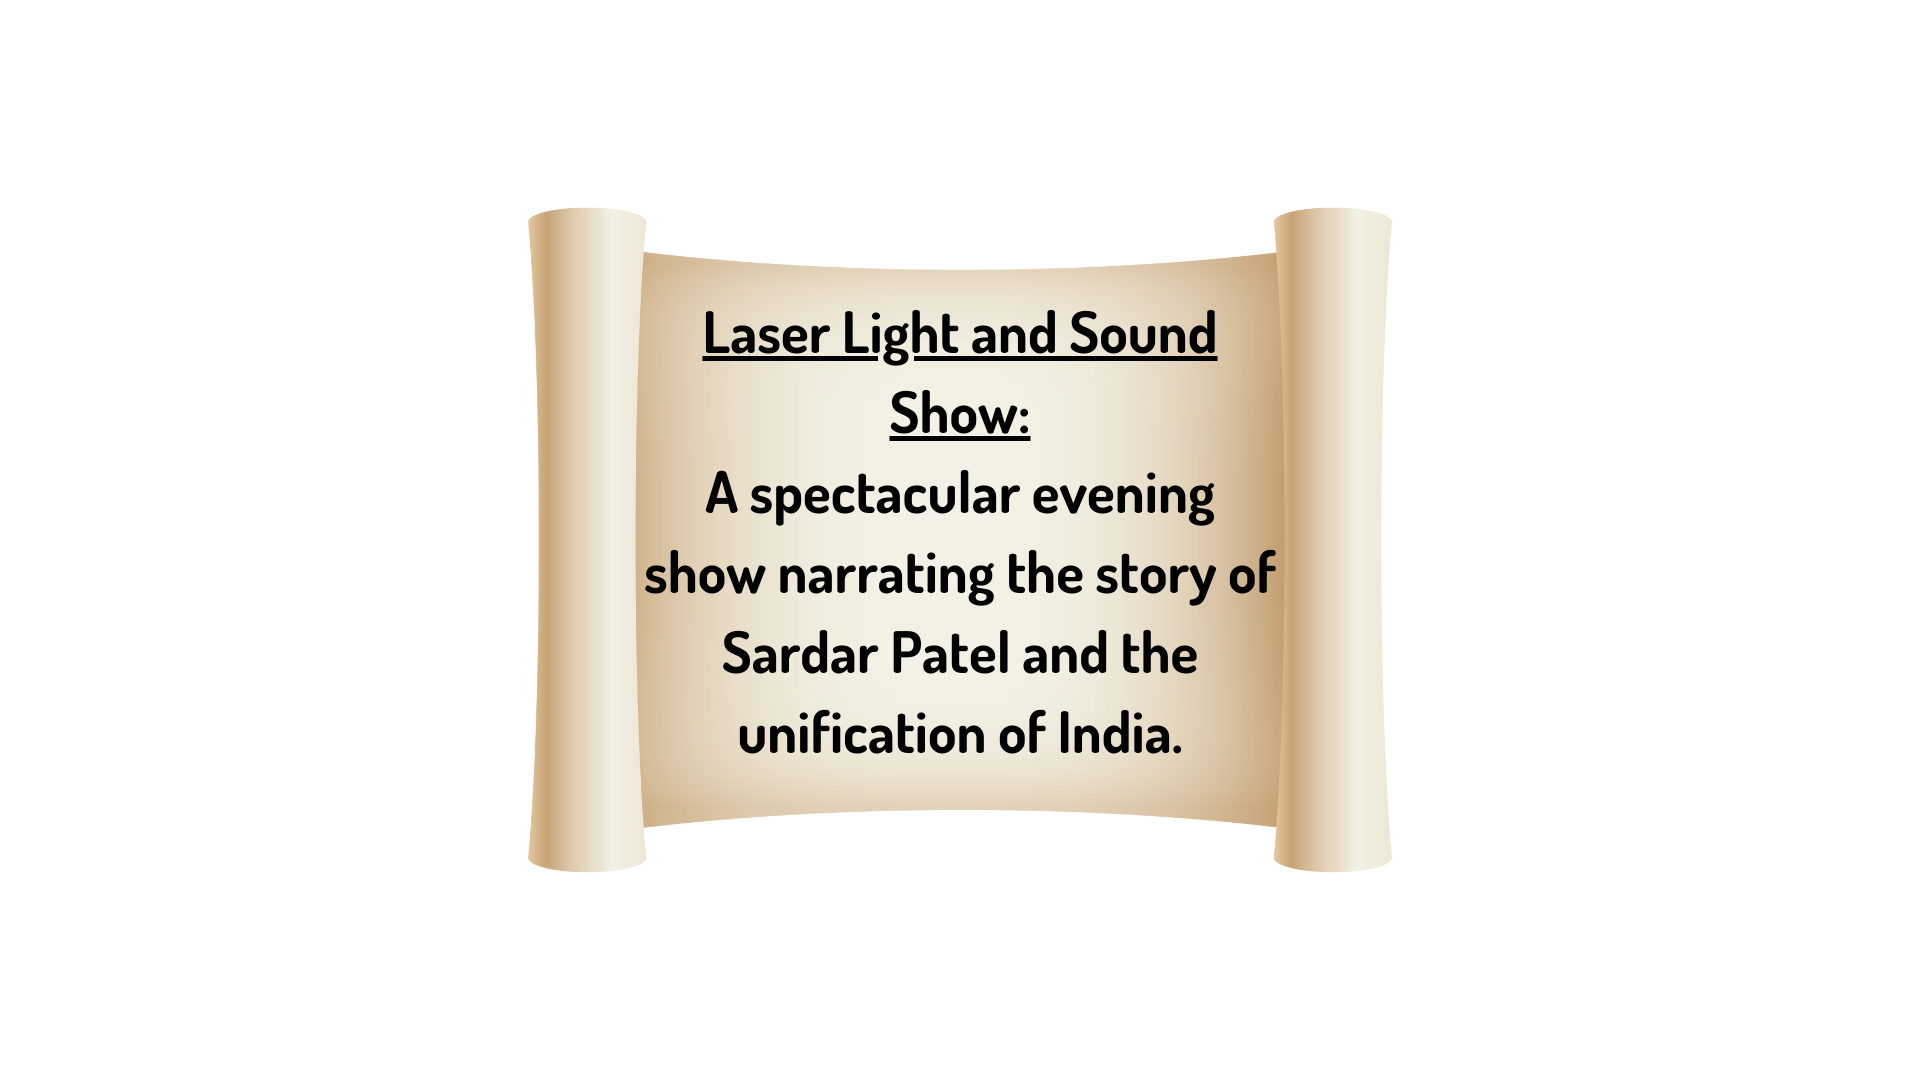 Laser Light and Sound
Show:
A spectacular evening
show narrating the story of
Sardar Patel and the
unification of India.